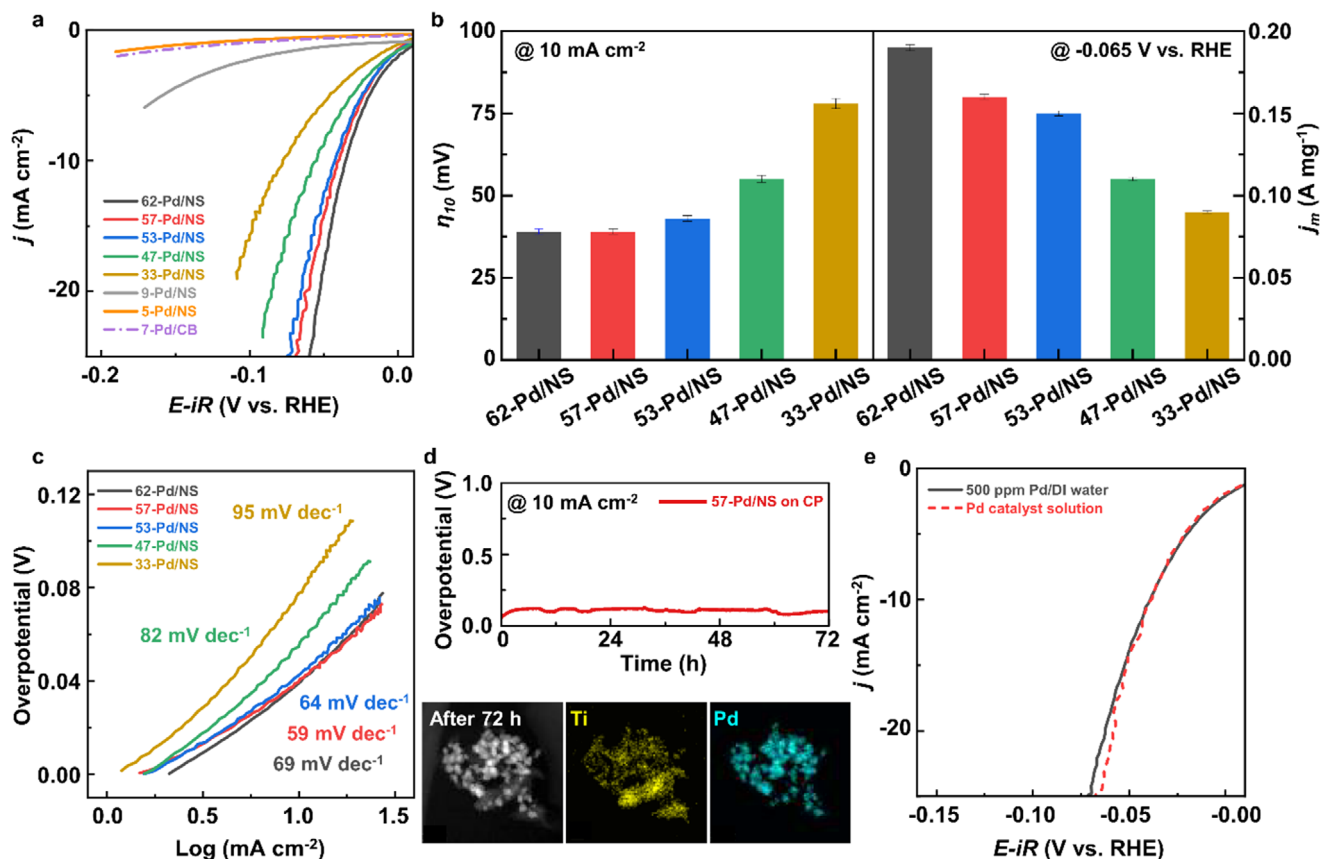 a
0
-10
-20
j (mA cm⁻²)
62-Pd/NS
57-Pd/NS
53-Pd/NS
47-Pd/NS
33-Pd/NS
9-Pd/NS
5-Pd/NS
7-Pd/CB
-0.2
-0.1
0.0
E-iR (V vs. RHE)
b
@ 10 mA cm⁻²
@ -0.065 V vs. RHE
100
75
50
25
0
η₁₀ (mV)
0.20
0.15
0.10
0.05
0.00
jₘ (A mg⁻¹)
62-Pd/NS
57-Pd/NS
53-Pd/NS
47-Pd/NS
33-Pd/NS
62-Pd/NS
57-Pd/NS
53-Pd/NS
47-Pd/NS
33-Pd/NS
c
0.12
0.08
0.04
0.00
Overpotential (V)
62-Pd/NS
57-Pd/NS
53-Pd/NS
47-Pd/NS
33-Pd/NS
95 mV dec⁻¹
82 mV dec⁻¹
64 mV dec⁻¹
59 mV dec⁻¹
69 mV dec⁻¹
0.0
0.5
1.0
1.5
Log (mA cm⁻²)
d
1.0
0.5
0.0
Overpotential (V)
@ 10 mA cm⁻²
57-Pd/NS on CP
0
24
48
72
Time (h)
After 72 h
Ti
Pd
e
0
-10
-20
j (mA cm⁻²)
500 ppm Pd/DI water
Pd catalyst solution
-0.15
-0.10
-0.05
-0.00
E-iR (V vs. RHE)